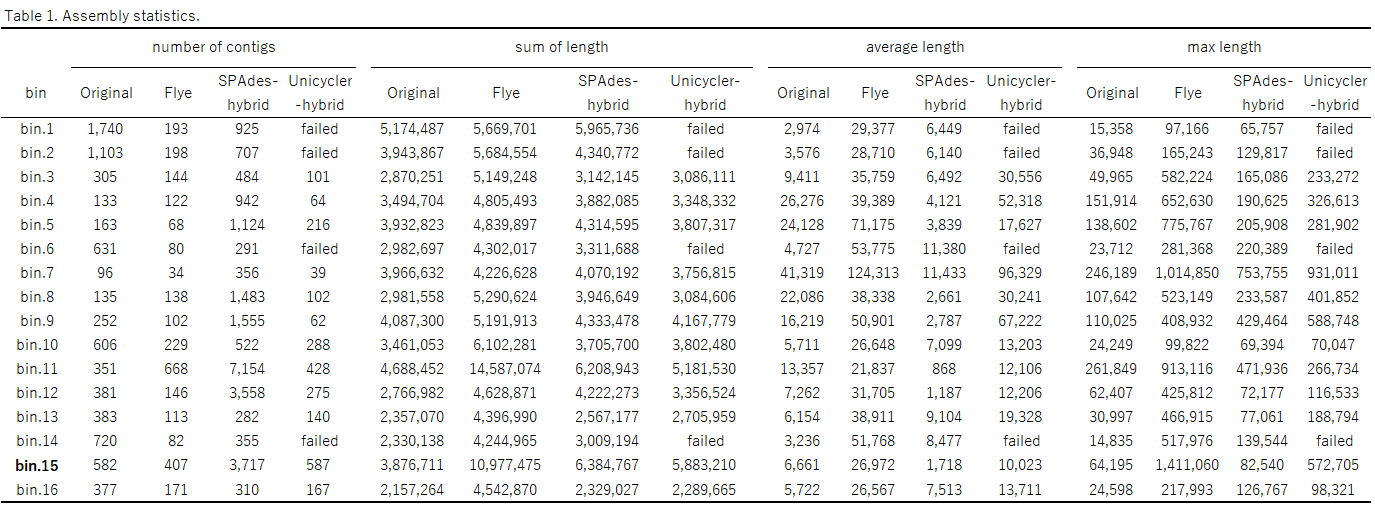 Table 1. Assembly statistics.
number of contigs sum of length average length max length
SPAdes- Unicycler SPAdes- Unicycler- SPAdes- Unicycler- SPAdes- Unicycler
bin Original Flye Original Flye Original Flye Original Flye
hybrid -hybrid hybrid hybrid hybrid hybrid hybrid -hybrid
bin.1 1,740 193 925 failed 5,174,487 5,669,701 5,965,736 failed 2,974 29,377 6,449 failed 15,358 97,166 65,757 failed
bin.2 1,103 198 707 failed 3,943,867 5,684,554 4,340,772 failed 3,576 28,710 6,140 failed 36,948 165,243 129,817 failed
bin.3 305 144 484 101 2,870,251 5,149,248 3,142,145 3,086,111 9,411 35,759 6,492 30,556 49,965 582,224 165,086 233,272
bin.4 133 122 942 64 3,494,704 4,805,493 3,882,085 3,348,332 26,276 39,389 4,121 52,318 151,914 652,630 190,625 326,613
bin.5 163 68 1,124 216 3,932,823 4,839,897 4,314,595 3,807,317 24,128 71,175 3,839 17,627 138,602 775,767 205,908 281,902
bin.6 631 80 291 failed 2,982,697 4,302,017 3,311,688 failed 4,727 53,775 11,380 failed 23,712 281,368 220,389 failed
bin.7 96 34 356 39 3,966,632 4,226,628 4,070,192 3,756,815 41,319 124,313 11,433 96,329 246,189 1,014,850 753,755 931,011
bin.8 135 138 1,483 102 2,981,558 5,290,624 3,946,649 3,084,606 22,086 38,338 2,661 30,241 107,642 523,149 233,587 401,852
bin.9 252 102 1,555 62 4,087,300 5,191,913 4,333,478 4,167,779 16,219 50,901 2,787 67,222 110,025 408,932 429,464 588,748
bin.10 606 229 522 288 3,461,053 6,102,281 3,705,700 3,802,480 5,711 26,648 7,099 13,203 24,249 99,822 69,394 70,047
bin.11 351 668 7,154 428 4,688,452 14,587,074 6,208,943 5,181,530 13,357 21,837 868 12,106 261,849 913,116 471,936 266,734
bin.12 381 146 3,558 275 2,766,982 4,628,871 4,222,273 3,356,524 7,262 31,705 1,187 12,206 62,407 425,812 72,177 116,533
bin.13 383 113 282 140 2,357,070 4,396,990 2,567,177 2,705,959 6,154 38,911 9,104 19,328 30,997 466,915 77,061 188,794
bin.14 720 82 355 failed 2,330,138 4,244,965 3,009,194 failed 3,236 51,768 8,477 failed 14,835 517,976 139,544 failed
bin.15 582 407 3,717 587 3,876,711 10,977,475 6,384,767 5,883,210 6,661 26,972 1,718 10,023 64,195 1,411,060 82,540 572,705
bin.16 377 171 310 167 2,157,264 4,542,870 2,329,027 2,289,665 5,722 26,567 7,513 13,711 24,598 217,993 126,767 98,321